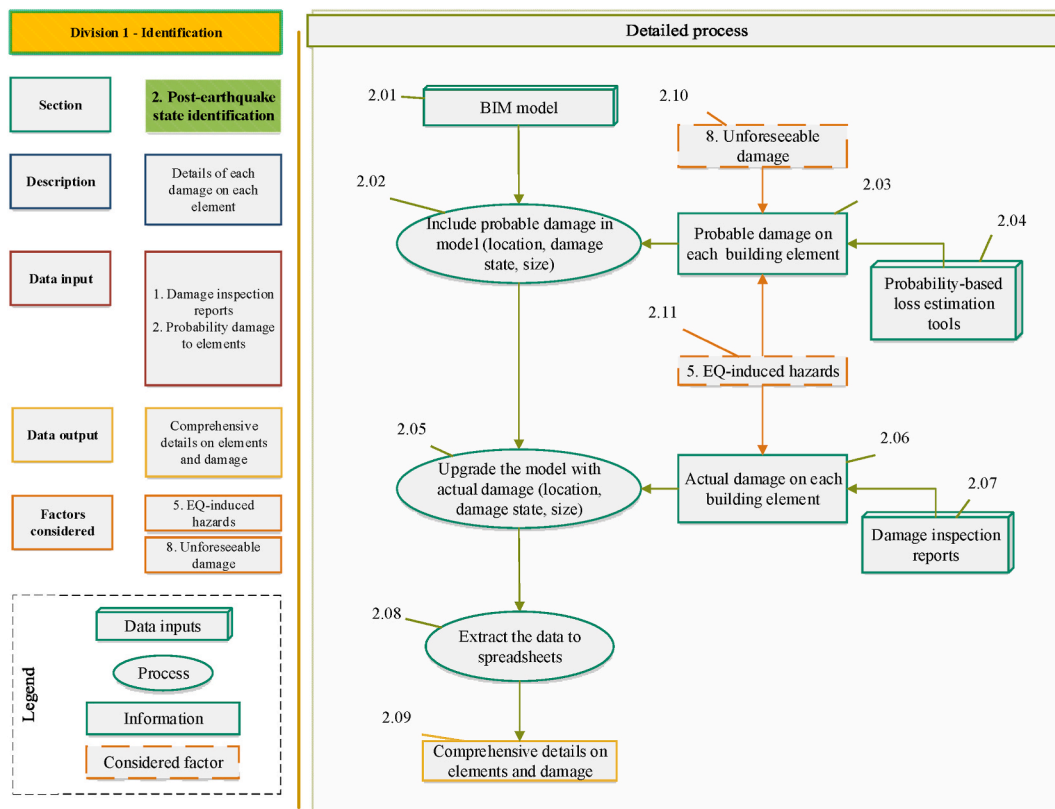 Division 1 - Identification
Section
2. Post-earthquake
state identification
Description
Details of each
damage on each
element
Data input
1. Damage inspection
reports
2. Probability damage
to elements
Data output
Comprehensive
details on elements
and damage
Factors
considered
5. EQ-induced
hazards
8. Unforeseeable
damage
Legend
Data inputs
Process
Information
Considered factor
Detailed process
2.01
BIM model
2.10
8. Unforeseeable
damage
2.02
Include probable damage in
model (location, damage
state, size)
2.03
Probable damage on
each building element
2.04
Probability-based
loss estimation
tools
2.11
5. EQ-induced hazards
2.05
Upgrade the model with
actual damage (location,
damage state, size)
2.06
Actual damage on each
building element
2.07
Damage inspection
reports
2.08
Extract the data to
spreadsheets
2.09
Comprehensive details on
elements and damage